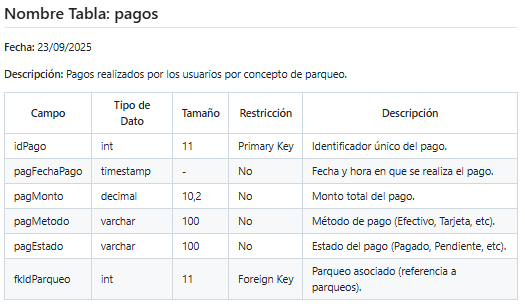 Nombre Tabla: pagos
Fecha: 23/09/2025
Descripción: Pagos realizados por los usuarios por concepto de parqueo.
Campo Tipo de Dato Tamaño Restricción Descripción
idPago int 11 Primary Key Identificador único del pago.
pagFechaPago timestamp - No Fecha y hora en que se realiza el pago.
pagMonto decimal 10,2 No Monto total del pago.
pagMetodo varchar 100 No Método de pago (Efectivo, Tarjeta, etc).
pagEstado varchar 100 No Estado del pago (Pagado, Pendiente, etc).
fkIdParqueo int 11 Foreign Key Parqueo asociado (referencia a
parqueos).